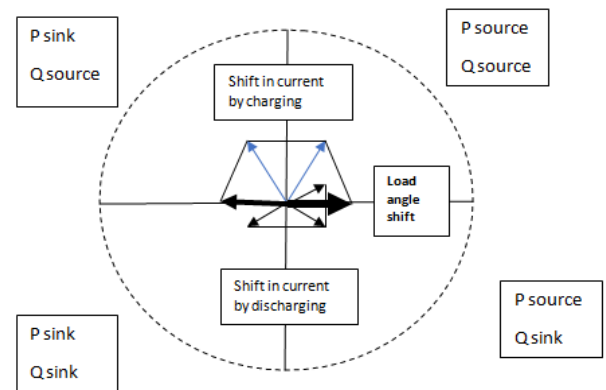 P sink
Q source
P source
Q source
Shift in current
by charging
Load
angle
shift
Shift in current
by discharging
P source
Q sink
P sink
Q sink